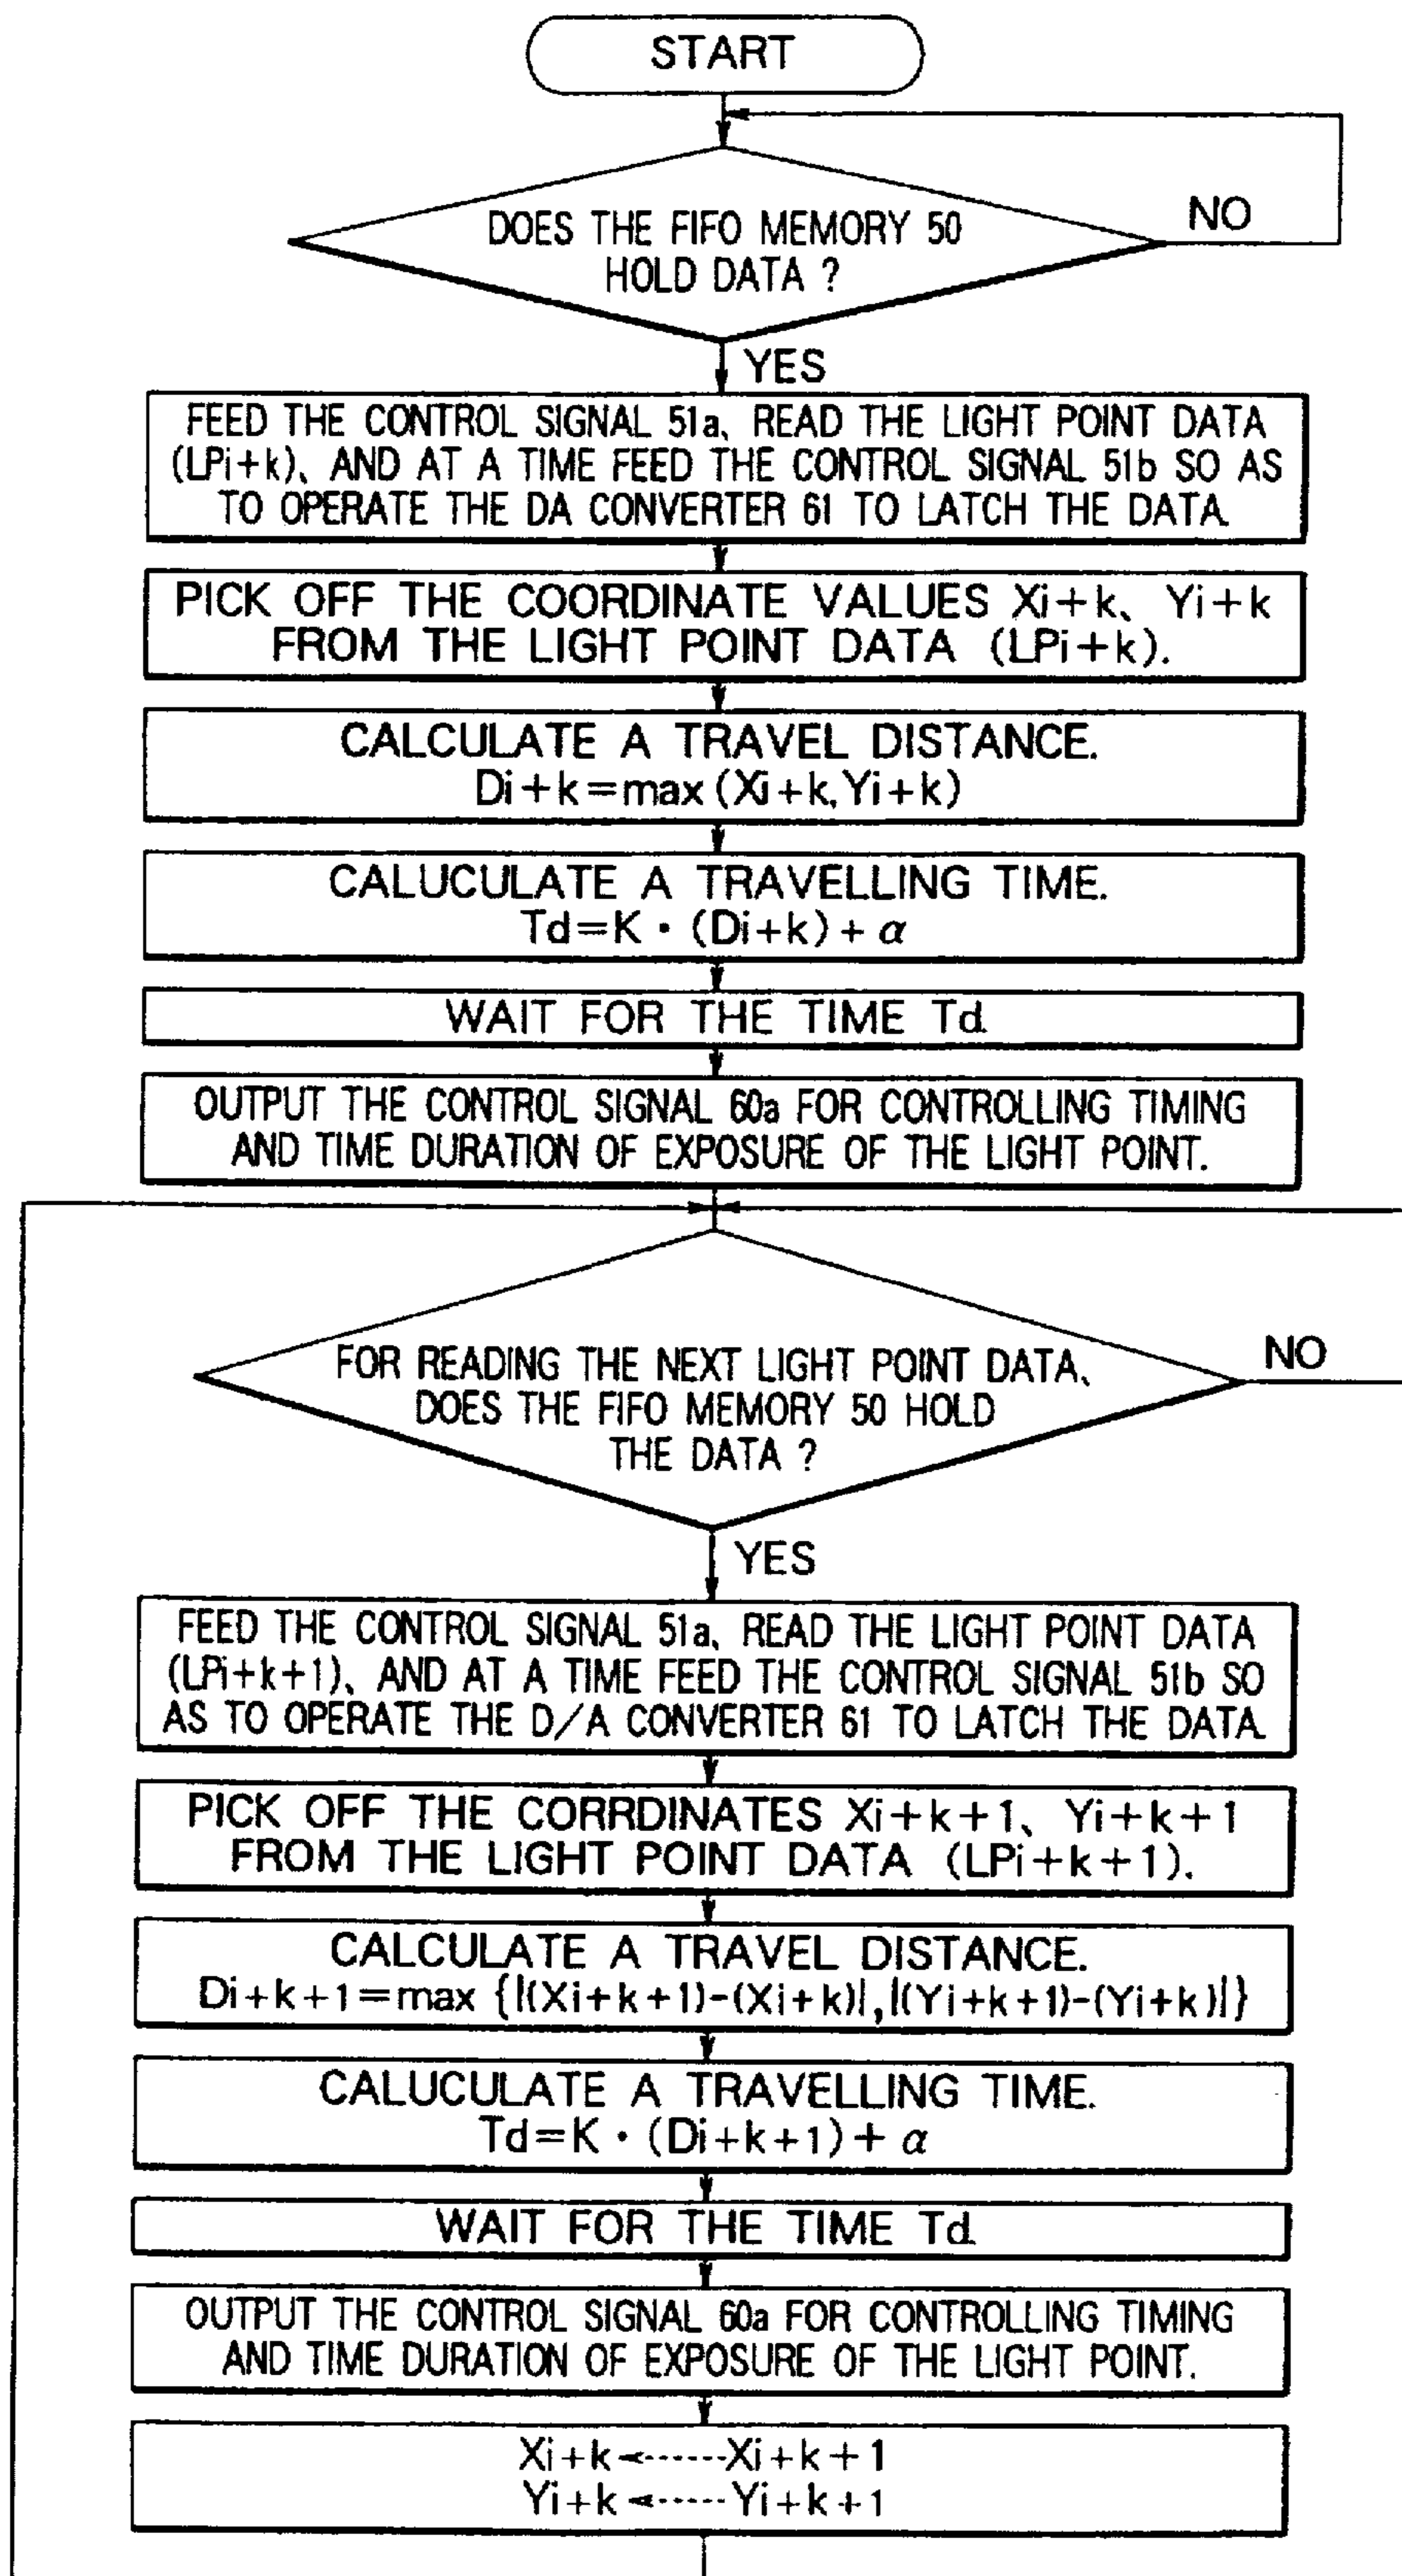 START
DOES THE FIFO MEMORY 50
HOLD DATA ?
NO
YES
FEED THE CONTROL SIGNAL 51a、 READ THE LIGHT POINT DATA
(LPi+k)、 AND AT A TIME FEED THE CONTROL SIGNAL 51b SO AS
TO OPERATE THE DA CONVERTER 61 TO LATCH THE DATA.
PICK OFF THE COORDINATE VALUES Xi+k、 Yi+k
FROM THE LIGHT POINT DATA (LPi+k).
CALCULATE A TRAVEL DISTANCE.
Di+k=max(Xi+k,Yi+k)
CALUCULATE A TRAVELLING TIME.
Td=K・(Di+k)+α
WAIT FOR THE TIME Td.
OUTPUT THE CONTROL SIGNAL 60a FOR CONTROLLING TIMING
AND TIME DURATION OF EXPOSURE OF THE LIGHT POINT.
FOR READING THE NEXT LIGHT POINT DATA、
DOES THE FIFO MEMORY 50 HOLD
THE DATA ?
NO
YES
FEED THE CONTROL SIGNAL 51a、 READ THE LIGHT POINT DATA
(LPi+k+1)、 AND AT A TIME FEED THE CONTROL SIGNAL 51b SO
AS TO OPERATE THE D/A CONVERTER 61 TO LATCH THE DATA.
PICK OFF THE CORRDINATES Xi+k+1、 Yi+k+1
FROM THE LIGHT POINT DATA (LPi+k+1).
CALCULATE A TRAVEL DISTANCE.
Di+k+1=max {|(Xi+k+1)-(Xi+k)|,|(Yi+k+1)-(Yi+k)|}
CALUCULATE A TRAVELLING TIME.
Td=K・(Di+k+1)+α
WAIT FOR THE TIME Td.
OUTPUT THE CONTROL SIGNAL 60a FOR CONTROLLING TIMING
AND TIME DURATION OF EXPOSURE OF THE LIGHT POINT.
Xi+k◄------Xi+k+1
Yi+k◄------Yi+k+1